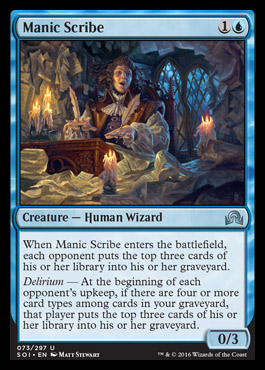 Manic Scribe 1
Creature — Human Wizard
When Manic Scribe enters the battlefield,
each opponent puts the top three cards of
his or her library into his or her graveyard.
Delirium — At the beginning of each
opponent's upkeep, if there are four or more
card types among cards in your graveyard,
that player puts the top three cards of his
or her library into his or her graveyard.
0/3
073/297 U
SOI • EN Matt Stewart
™ & © 2016 Wizards of the Coast